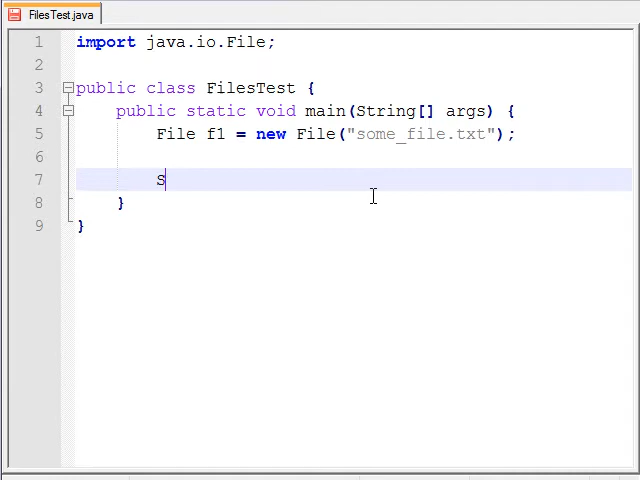 FilesTest.java
1 import java.io.File;
2
3 public class FilesTest {
4 public static void main(String[] args) {
5 File f1 = new File("some_file.txt");
6
7 S
8 }
9 }